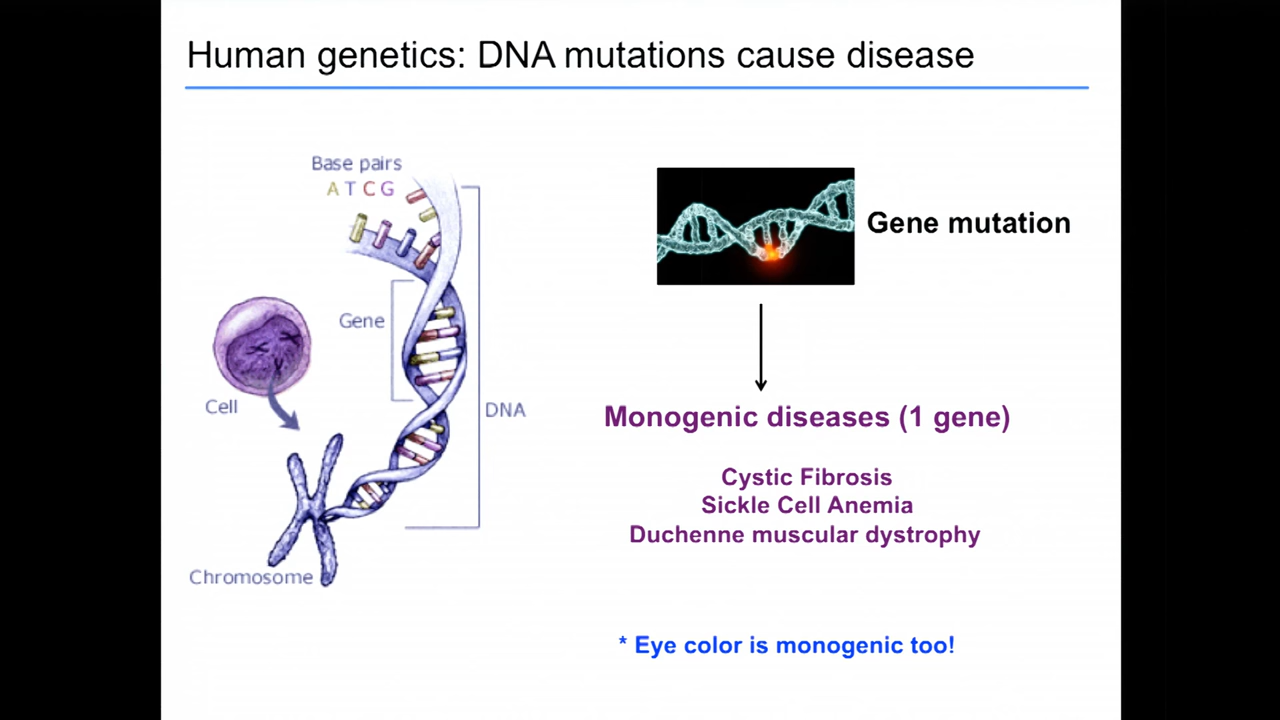 Human genetics: DNA mutations cause disease
Base pairs
A T C G
Gene
Cell
DNA
Chromosome
Gene mutation
Monogenic diseases (1 gene)
Cystic Fibrosis
Sickle Cell Anemia
Duchenne muscular dystrophy
* Eye color is monogenic too!